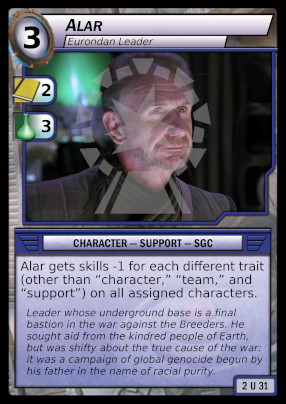 3
ALAR
Eurondan Leader
2
3
CHARACTER – SUPPORT – SGC
Alar gets skills -1 for each different trait
(other than “character,” “team,” and
“support”) on all assigned characters.
Leader whose underground base is a final
bastion in the war against the Breeders. He
sought aid from the kindred people of Earth,
but was shifty about the true cause of the war:
it was a campaign of global genocide begun by
his father in the name of racial purity.
2 U 31